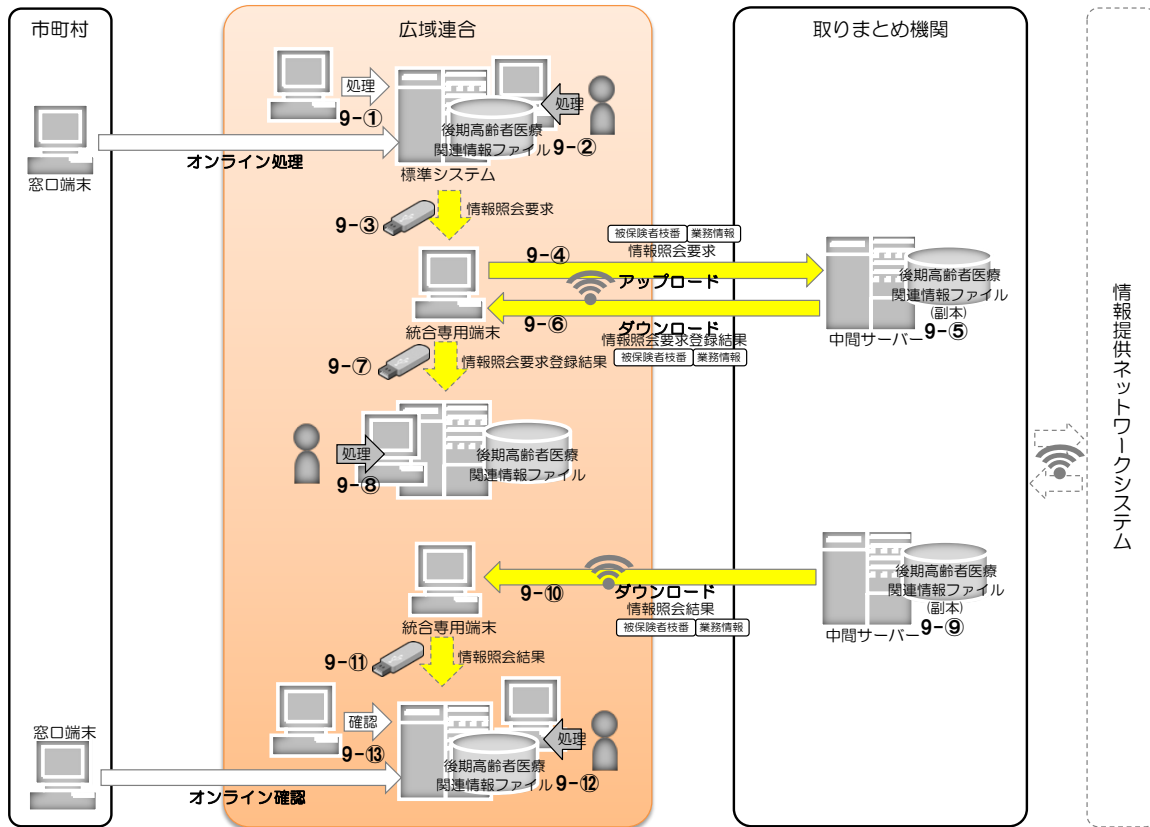 市町村
広域連合
取りまとめ機関
処理
9-①
処理
後期高齢者医療
関連情報ファイル
9-②
標準システム
窓口端末
オンライン処理
9-③
情報照会要求
被保険者枝番
業務情報
情報照会要求
9-④
アップロード
統合専用端末
9-⑥
ダウンロード
情報照会要求登録結果
被保険者枝番
業務情報
後期高齢者医療
関連情報ファイル
(副本)
9-⑤
中間サーバー
9-⑦
情報照会要求登録結果
処理
9-⑧
後期高齢者医療
関連情報ファイル
情報提供ネットワークシステム
後期高齢者医療
関連情報ファイル
(副本)
9-⑨
中間サーバー
9-⑩
ダウンロード
情報照会結果
被保険者枝番
業務情報
統合専用端末
9-⑪
情報照会結果
確認
9-⑬
処理
後期高齢者医療
関連情報ファイル
9-⑫
窓口端末
オンライン確認